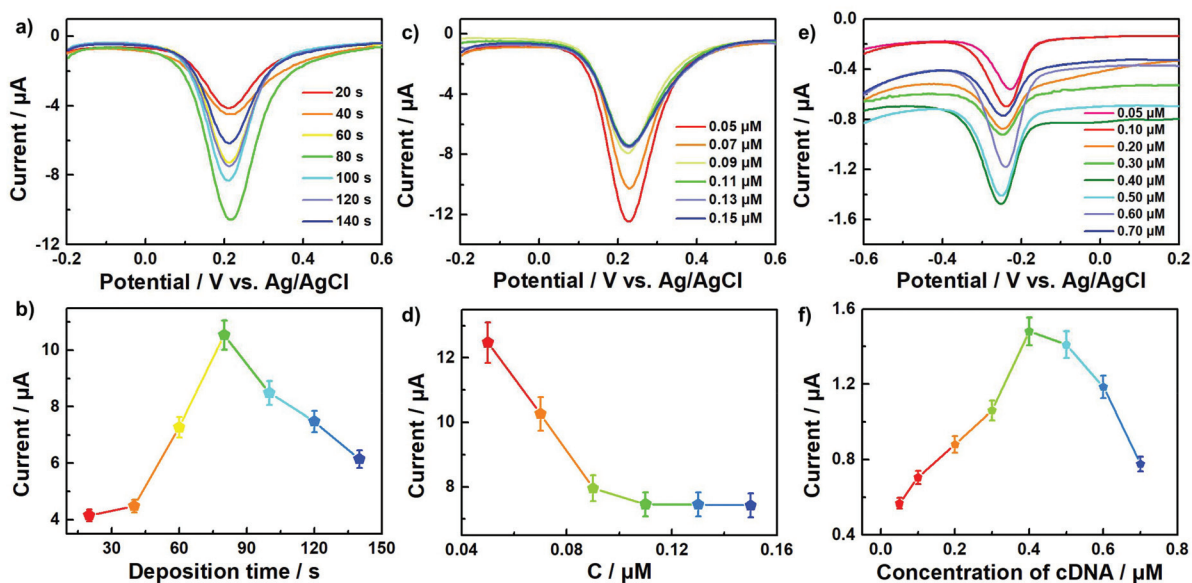 a)
0
-4
-8
-12
Current / µA
-0.2
0.0
0.2
0.4
0.6
Potential / V vs. Ag/AgCl
20 s
40 s
60 s
80 s
100 s
120 s
140 s
c)
0
-4
-8
-12
Current / µA
-0.2
0.0
0.2
0.4
0.6
Potential / V vs. Ag/AgCl
0.05 µM
0.07 µM
0.09 µM
0.11 µM
0.13 µM
0.15 µM
e)
0.0
-0.4
-0.8
-1.2
-1.6
Current / µA
-0.6
-0.4
-0.2
0.0
0.2
Potential / V vs. Ag/AgCl
0.05 µM
0.10 µM
0.20 µM
0.30 µM
0.40 µM
0.50 µM
0.60 µM
0.70 µM
b)
10
8
6
4
Current / µA
30
60
90
120
150
Deposition time / s
d)
12
10
8
Current / µA
0.04
0.08
0.12
0.16
C / µM
f)
1.6
1.2
0.8
0.4
Current / µA
0.0
0.2
0.4
0.6
0.8
Concentration of cDNA / µM